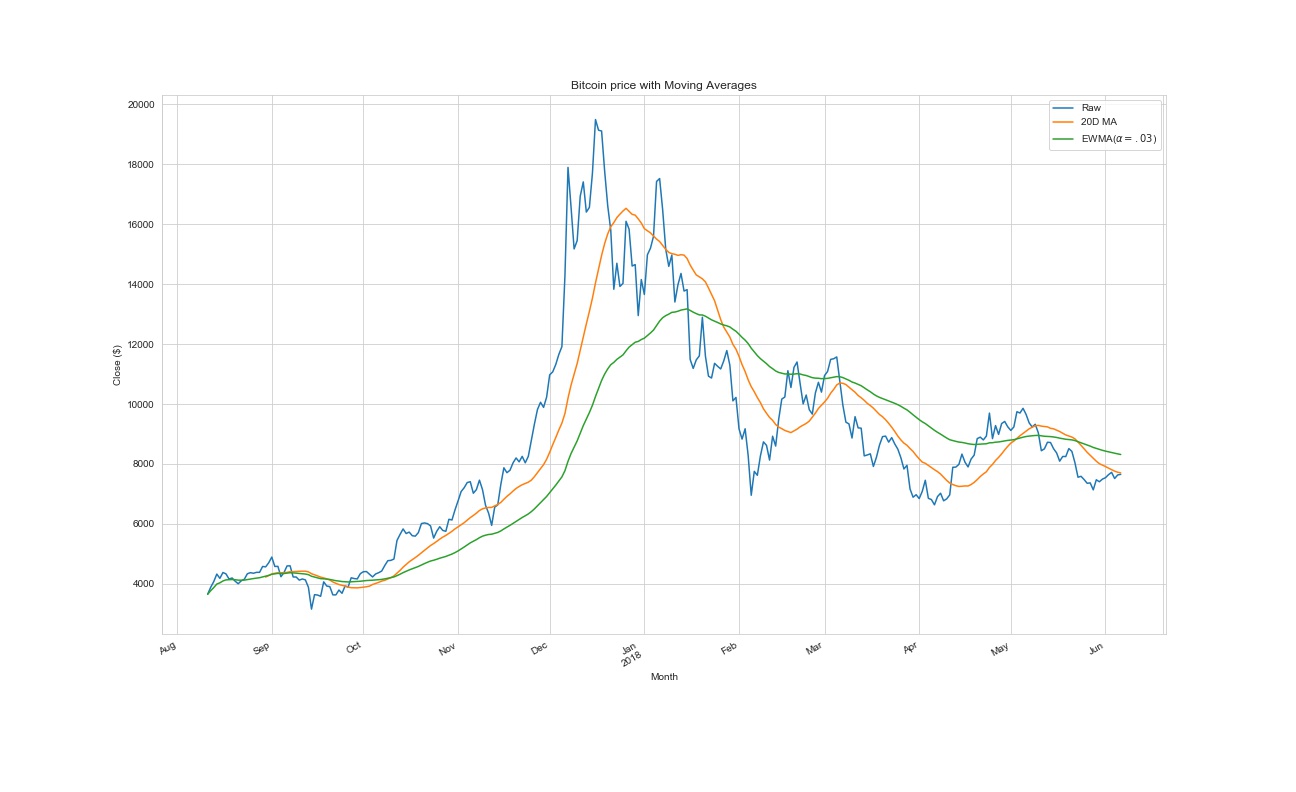 Bitcoin price with Moving Averages
Raw
20D MA
EWMA(α = .03)
20000
18000
16000
14000
12000
10000
8000
6000
4000
Close ($)
Aug
Sep
Oct
Nov
Dec
Jan
2018
Feb
Mar
Apr
May
Jun
Month